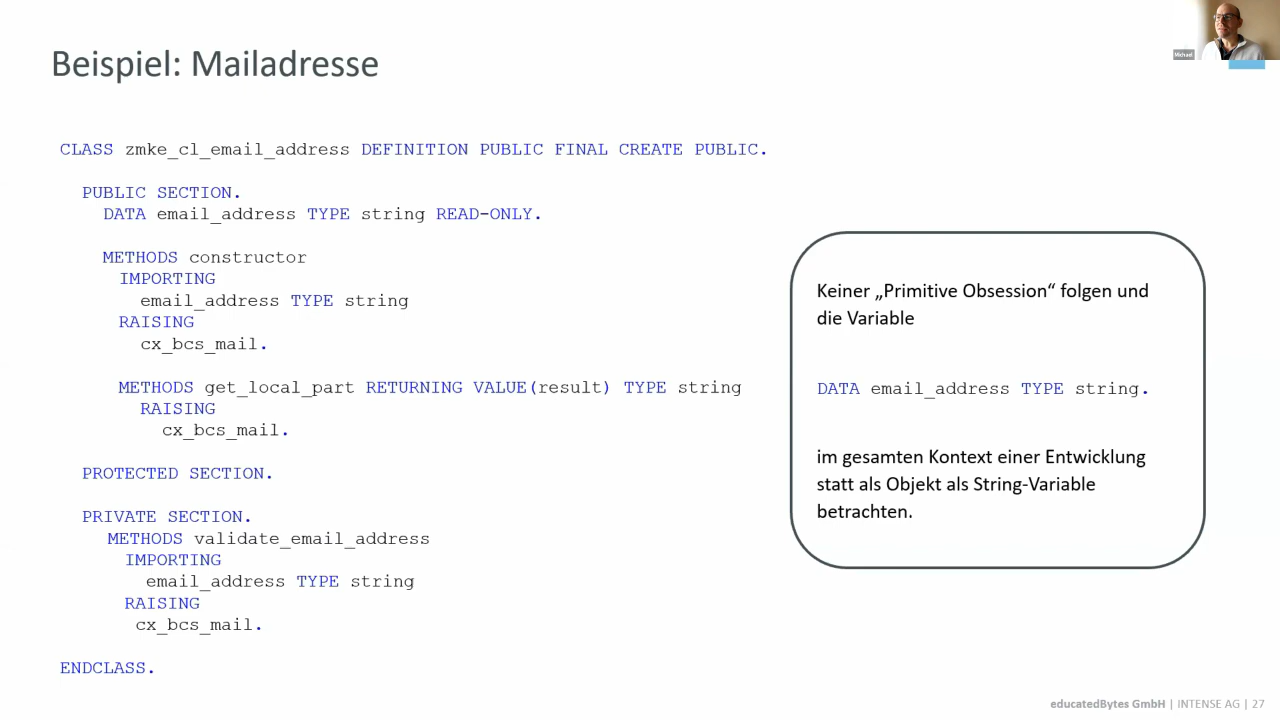 Beispiel: Mailadresse
Michael
CLASS zmke_cl_email_address DEFINITION PUBLIC FINAL CREATE PUBLIC.
PUBLIC SECTION.
DATA email_address TYPE string READ-ONLY.
METHODS constructor
IMPORTING
email_address TYPE string
RAISING
cx_bcs_mail.
METHODS get_local_part RETURNING VALUE(result) TYPE string
RAISING
cx_bcs_mail.
PROTECTED SECTION.
PRIVATE SECTION.
METHODS validate_email_address
IMPORTING
email_address TYPE string
RAISING
cx_bcs_mail.
ENDCLASS.
Keiner „Primitive Obsession“ folgen und
die Variable
DATA email_address TYPE string.
im gesamten Kontext einer Entwicklung
statt als Objekt als String-Variable
betrachten.
educatedBytes GmbH | INTENSE AG | 27